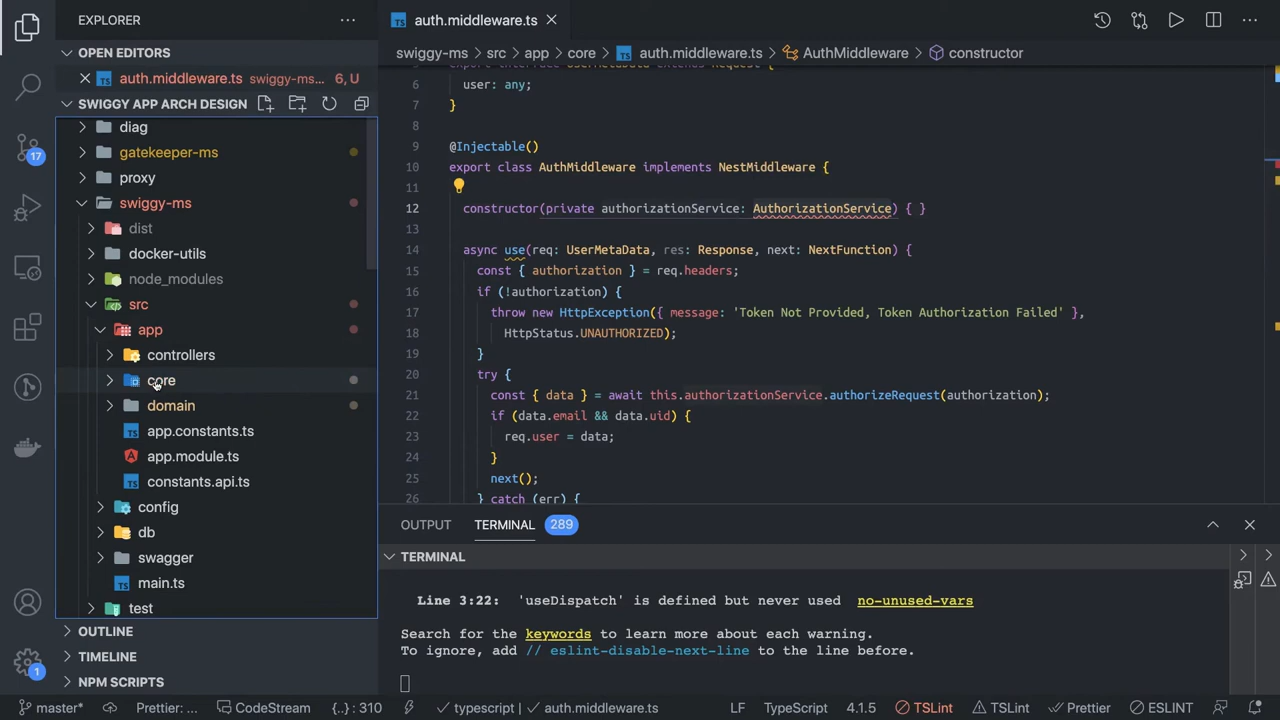 EXPLORER
OPEN EDITORS
auth.middleware.ts swiggy-ms... 6, U
SWIGGY APP ARCH DESIGN
diag
gatekeeper-ms
proxy
swiggy-ms
dist
docker-utils
node_modules
src
app
controllers
core
domain
app.constants.ts
app.module.ts
constants.api.ts
config
db
swagger
main.ts
test
OUTLINE
TIMELINE
NPM SCRIPTS
17
1
auth.middleware.ts
swiggy-ms › src › app › core › auth.middleware.ts › AuthMiddleware › constructor
6 user: any;
7 }
8
9 @Injectable()
10 export class AuthMiddleware implements NestMiddleware {
11
12 constructor(private authorizationService: AuthorizationService) { }
13
14 async use(req: UserMetaData, res: Response, next: NextFunction) {
15 const { authorization } = req.headers;
16 if (!authorization) {
17 throw new HttpException({ message: 'Token Not Provided, Token Authorization Failed' },
18 HttpStatus.UNAUTHORIZED);
19 }
20 try {
21 const { data } = await this.authorizationService.authorizeRequest(authorization);
22 if (data.email && data.uid) {
23 req.user = data;
24 }
25 next();
26 } catch (err) {
OUTPUT TERMINAL 289
TERMINAL
Line 3:22: 'useDispatch' is defined but never used no-unused-vars
Search for the keywords to learn more about each warning.
To ignore, add // eslint-disable-next-line to the line before.
master* Prettier: ... CodeStream {..} : 310 typescript auth.middleware.ts LF TypeScript 4.1.5 TSLint TSLint Prettier ESLINT